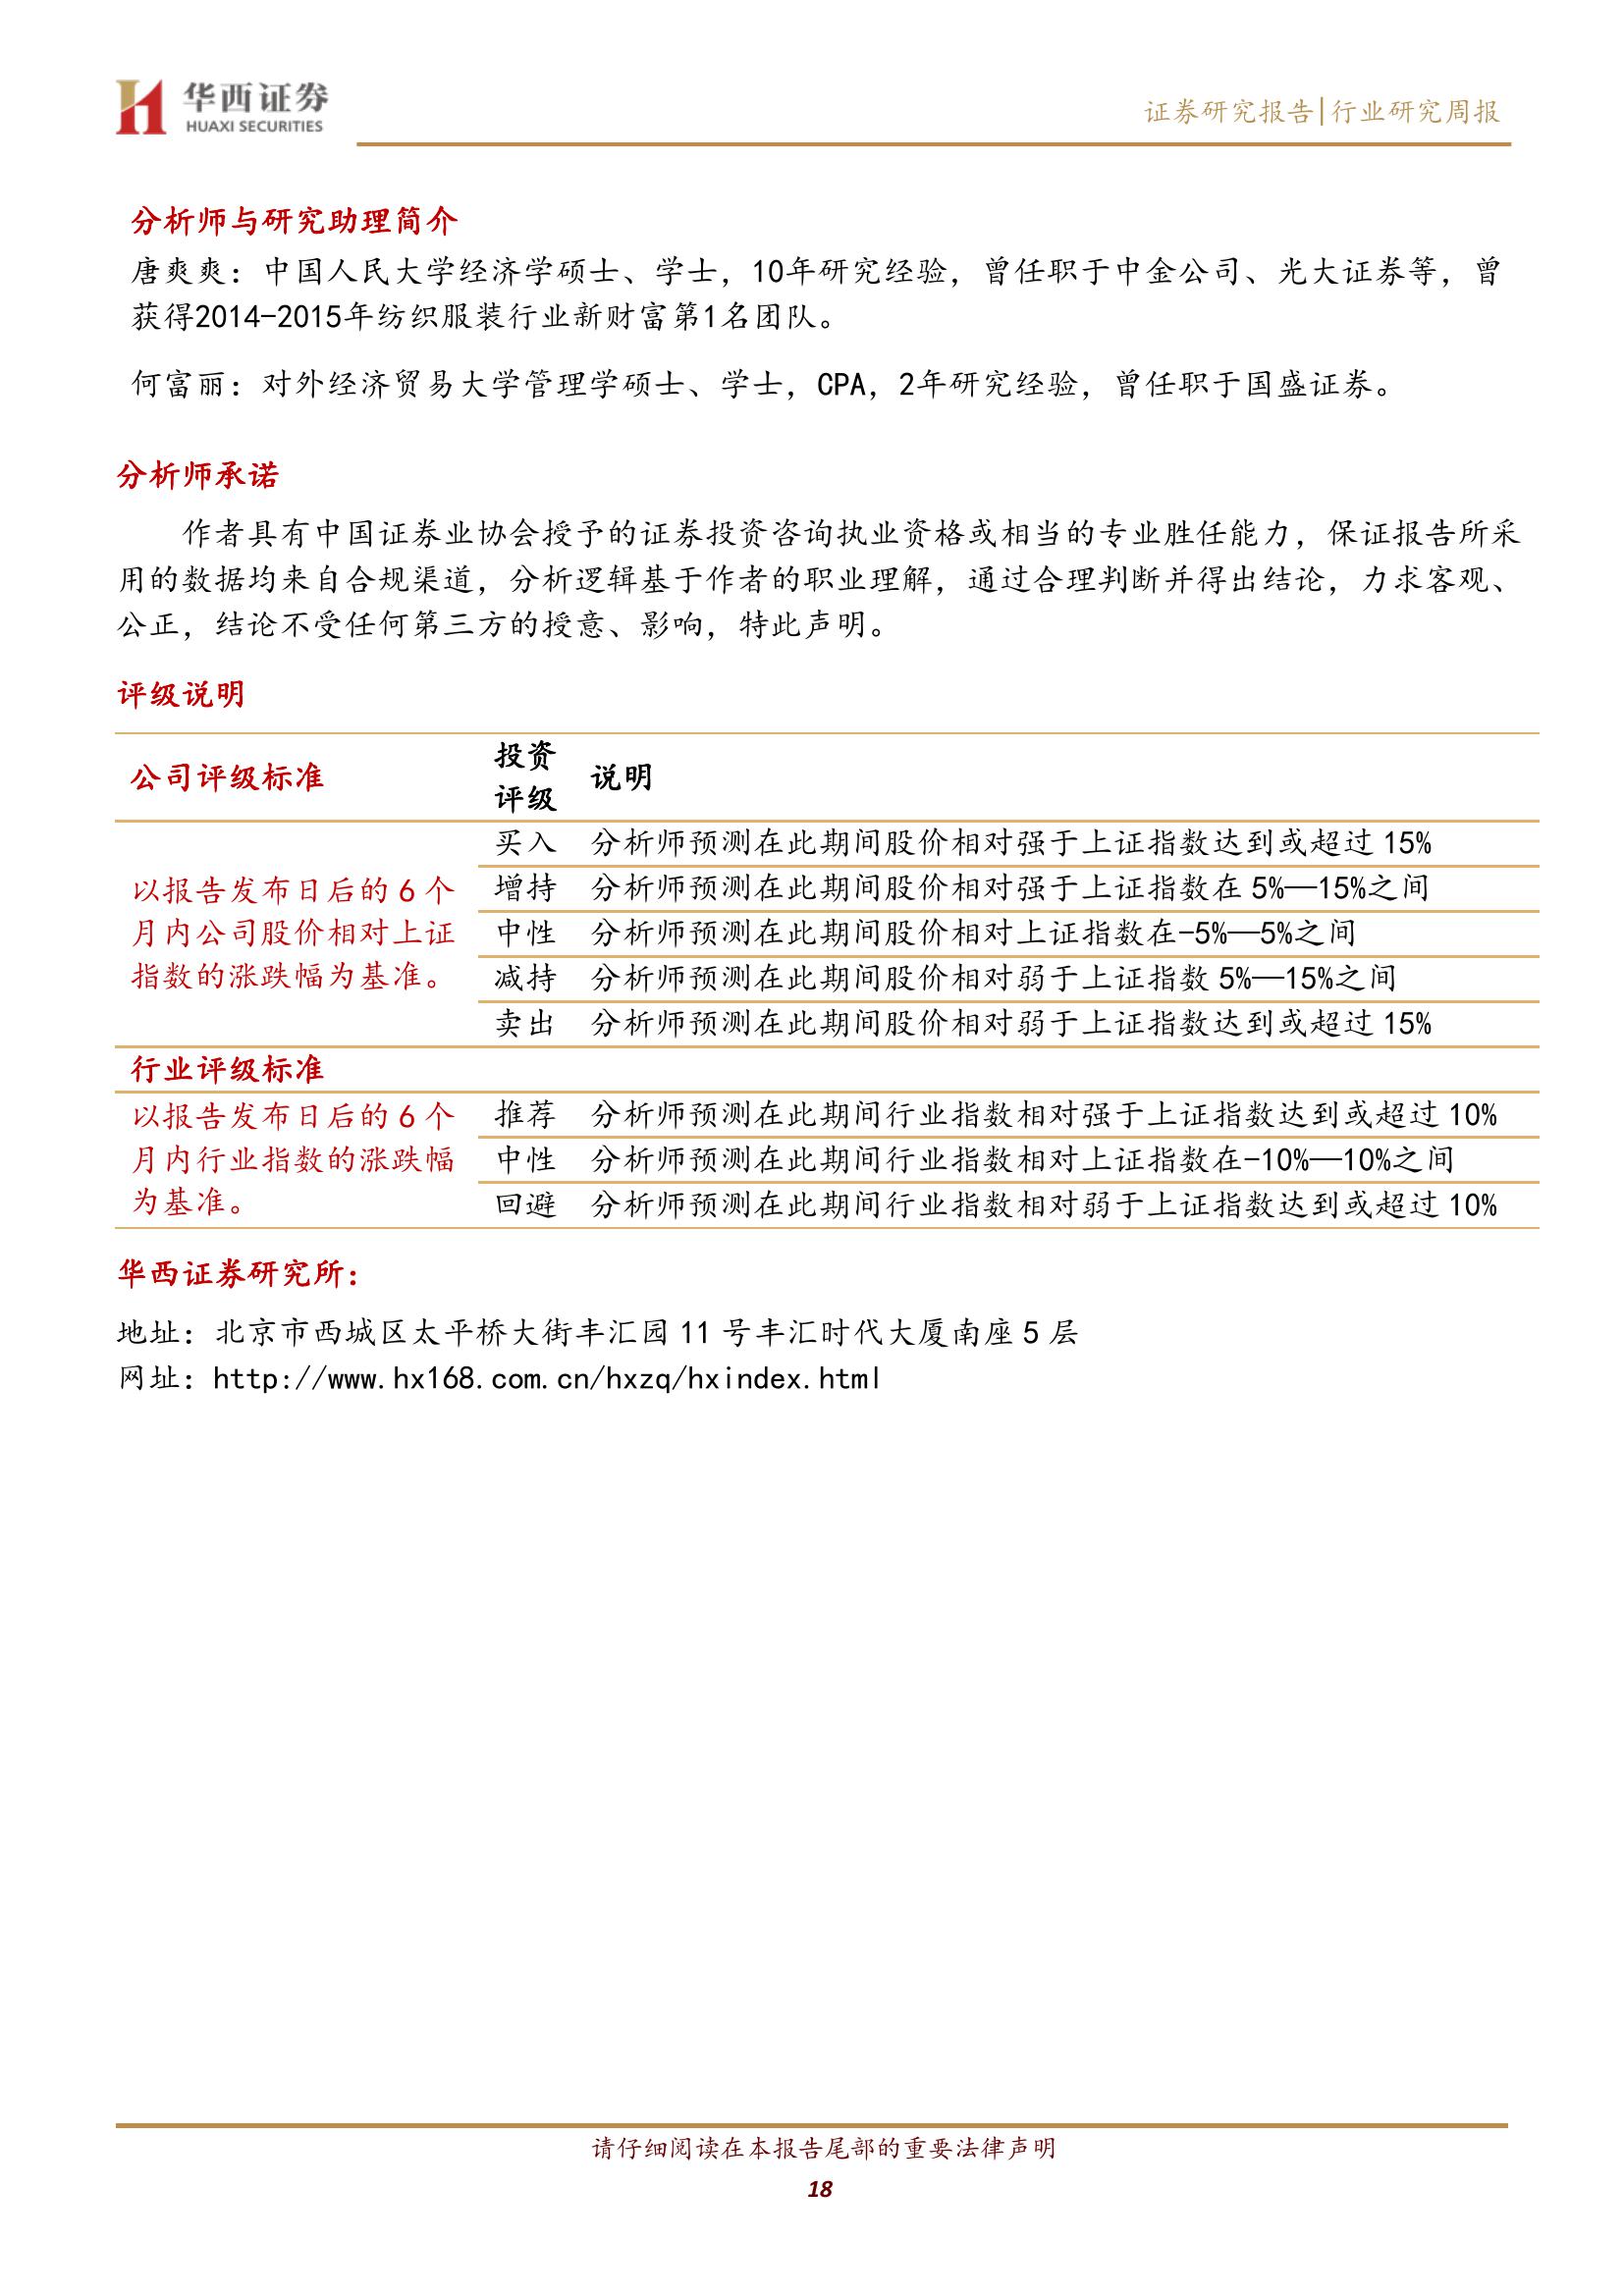 华西证券
HUAXI SECURITIES
证券研究报告|行业研究周报
分析师与研究助理简介
唐爽爽：中国人民大学经济学硕士、学士，10年研究经验，曾任职于中金公司、光大证券等，曾
获得2014-2015年纺织服装行业新财富第1名团队。
何富丽：对外经济贸易大学管理学硕士、学士，CPA，2年研究经验，曾任职于国盛证券。
分析师承诺
作者具有中国证券业协会授予的证券投资咨询执业资格或相当的专业胜任能力，保证报告所采
用的数据均来自合规渠道，分析逻辑基于作者的职业理解，通过合理判断并得出结论，力求客观、
公正，结论不受任何第三方的授意、影响，特此声明。
评级说明
公司评级标准
投资
评级
说明
以报告发布日后的 6 个
月内公司股价相对上证
指数的涨跌幅为基准。
买入 分析师预测在此期间股价相对强于上证指数达到或超过 15%
增持 分析师预测在此期间股价相对强于上证指数在 5%—15%之间
中性 分析师预测在此期间股价相对上证指数在-5%—5%之间
减持 分析师预测在此期间股价相对弱于上证指数 5%—15%之间
卖出 分析师预测在此期间股价相对弱于上证指数达到或超过 15%
行业评级标准
以报告发布日后的 6 个
月内行业指数的涨跌幅
为基准。
推荐 分析师预测在此期间行业指数相对强于上证指数达到或超过 10%
中性 分析师预测在此期间行业指数相对上证指数在-10%—10%之间
回避 分析师预测在此期间行业指数相对弱于上证指数达到或超过 10%
华西证券研究所：
地址：北京市西城区太平桥大街丰汇园 11 号丰汇时代大厦南座 5 层
网址：http://www.hx168.com.cn/hxzq/hxindex.html
请仔细阅读在本报告尾部的重要法律声明
18